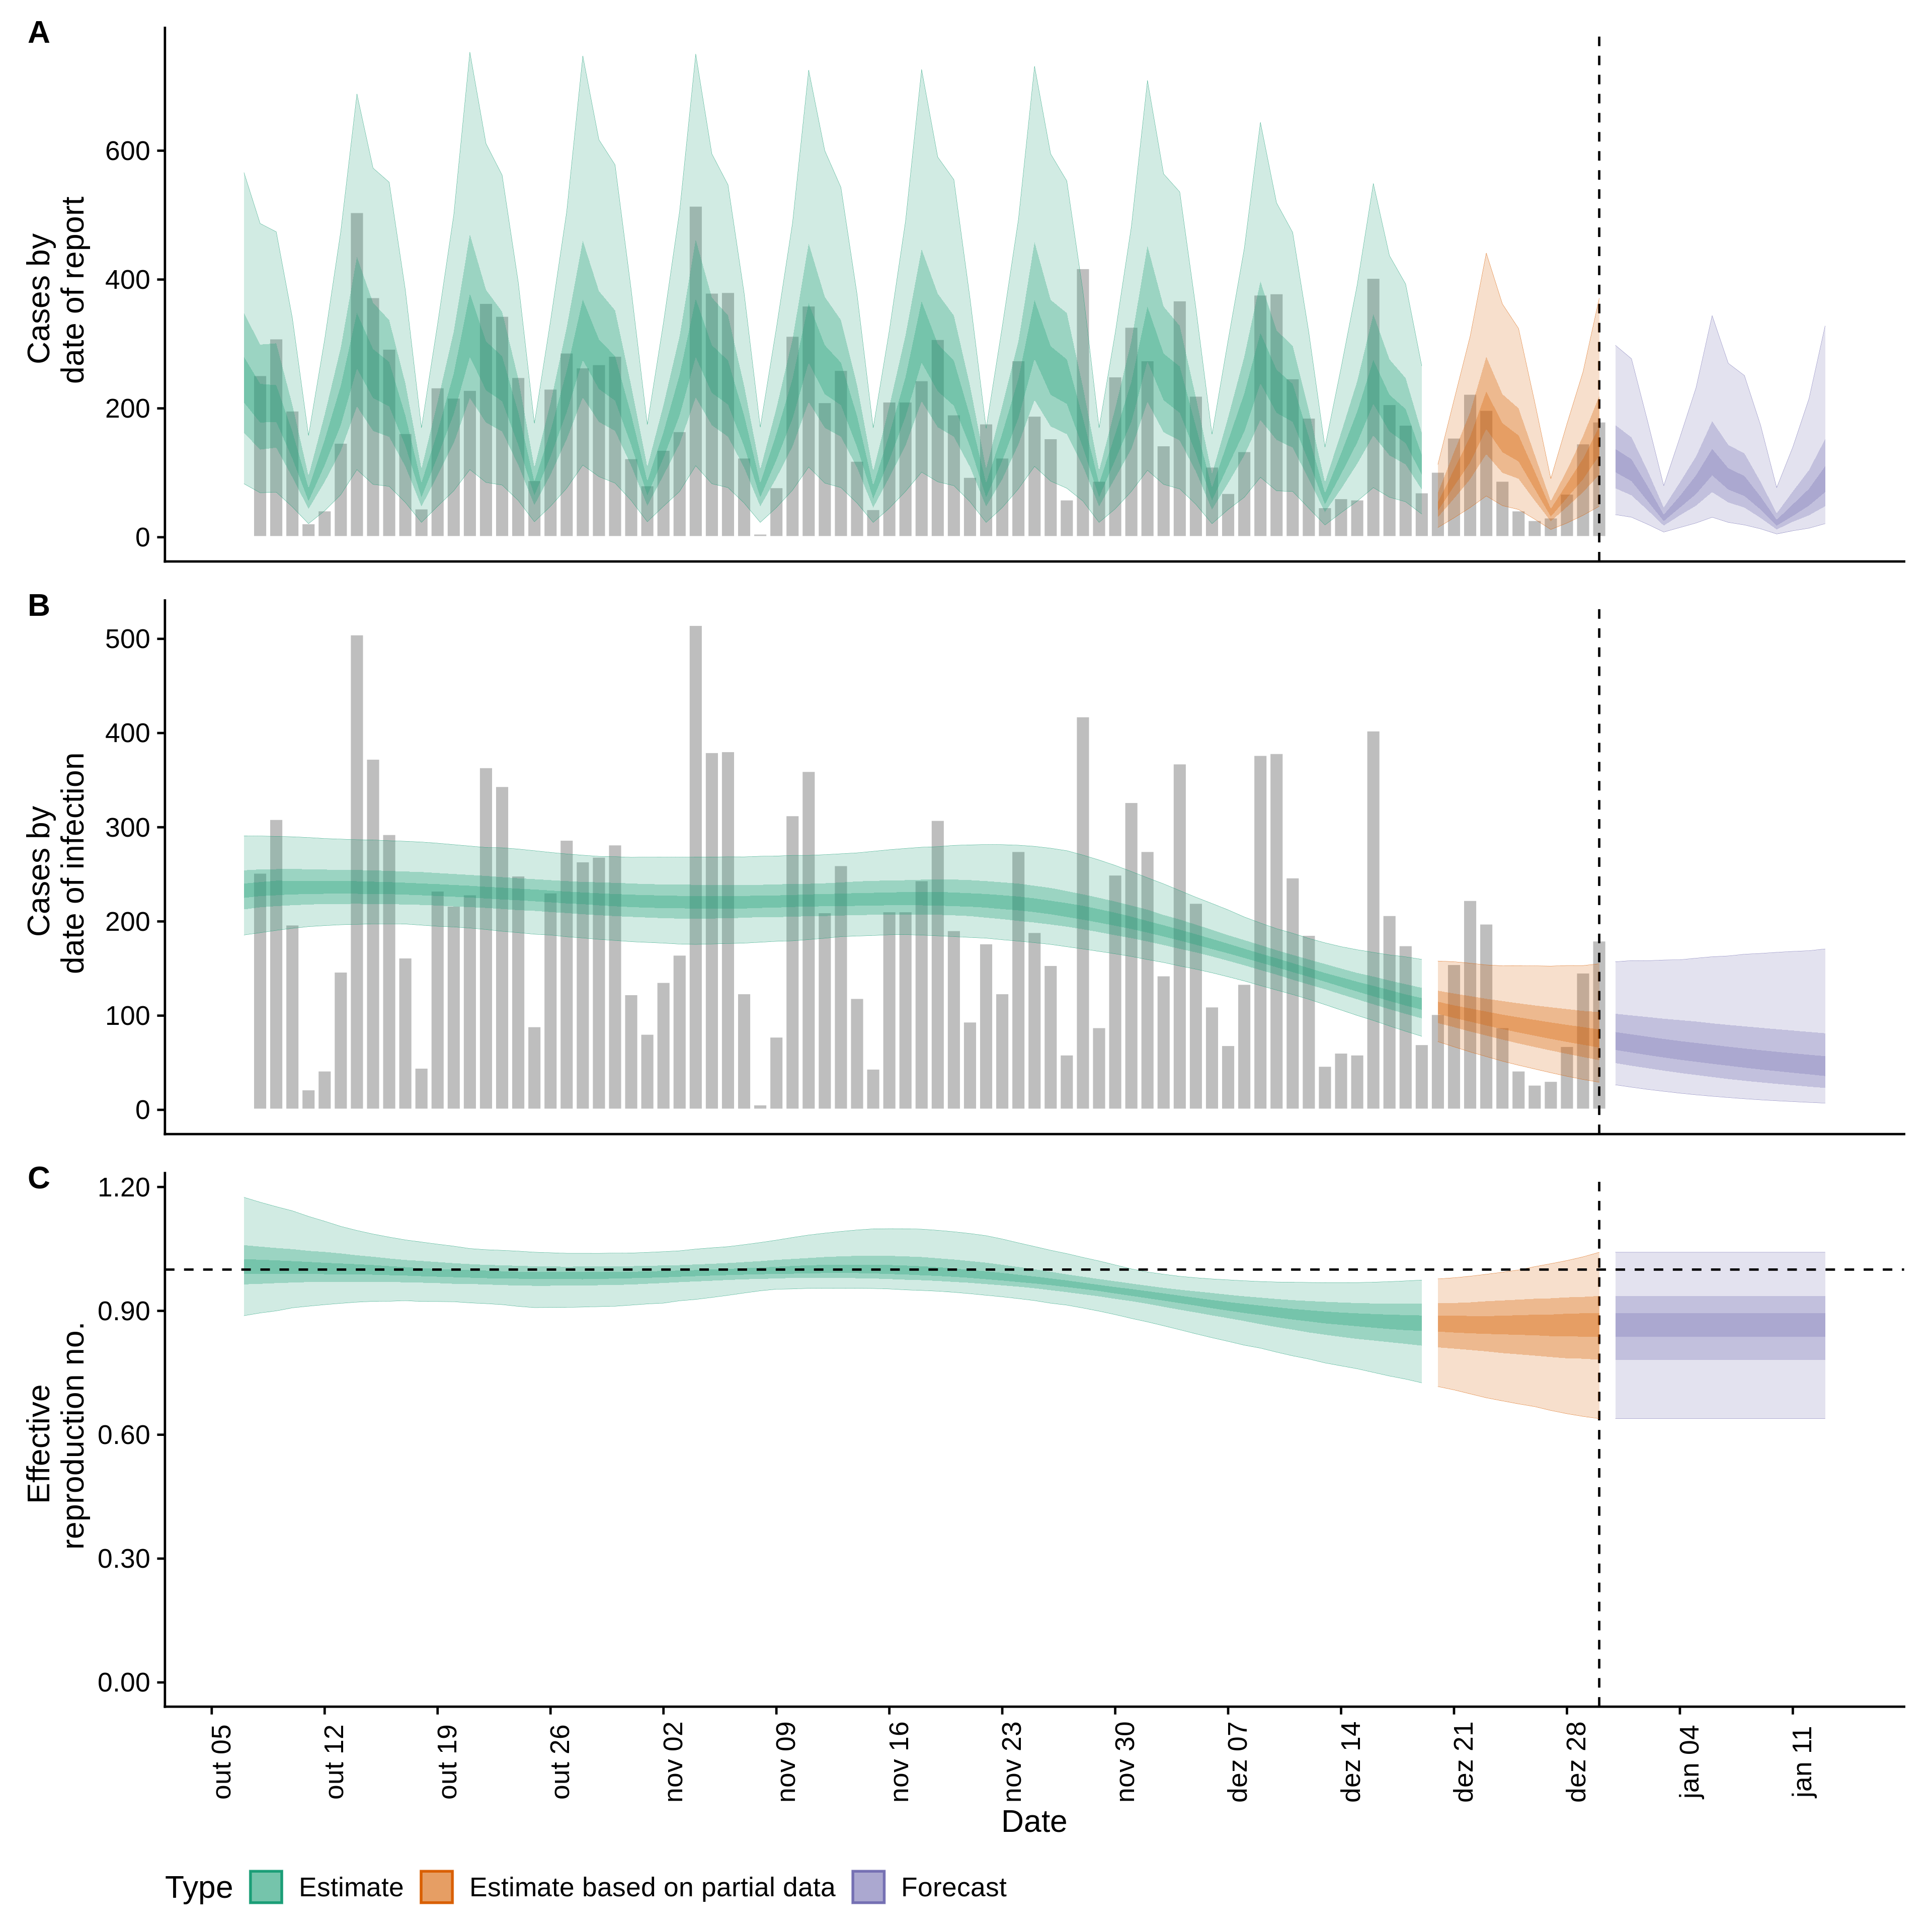 A
Cases by
date of report
600
400
200
0
B
Cases by
date of infection
500
400
300
200
100
0
C
Effective
reproduction no.
1.20
0.90
0.60
0.30
0.00
out 05
out 12
out 19
out 26
nov 02
nov 09
nov 16
nov 23
nov 30
dez 07
dez 14
dez 21
dez 28
jan 04
jan 11
Date
Type
Estimate
Estimate based on partial data
Forecast